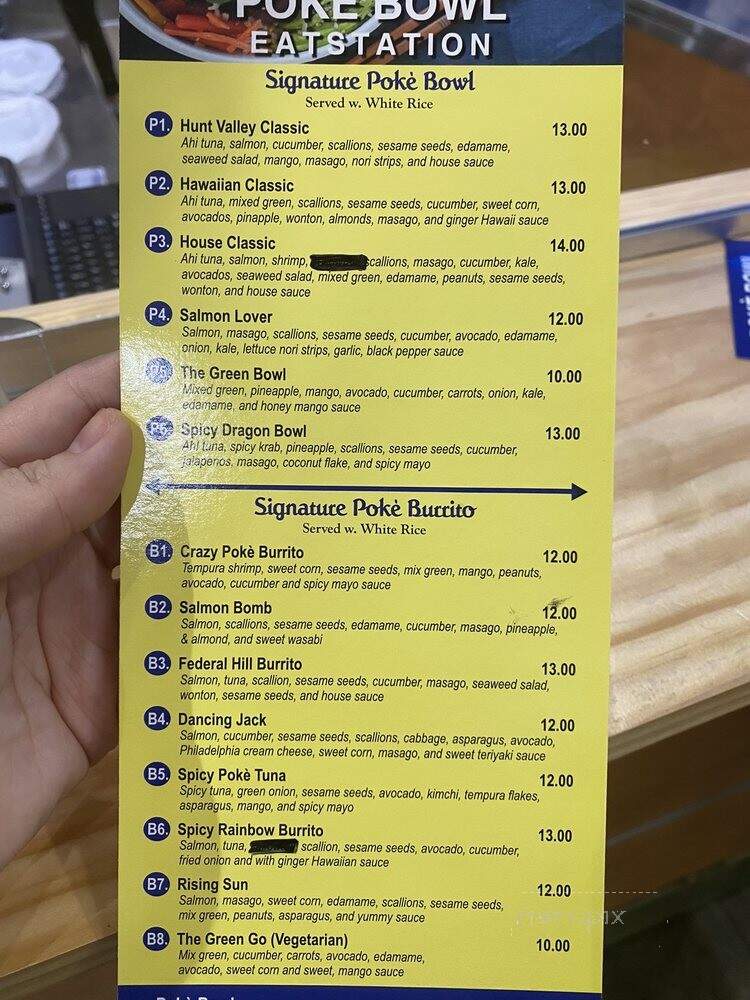 POKE BOWL
EATSTATION
Signature Pokè Bowl
Served w. White Rice
P1. Hunt Valley Classic 13.00
Ahi tuna, salmon, cucumber, scallions, sesame seeds, edamame,
seaweed salad, mango, masago, nori strips, and house sauce
P2. Hawaiian Classic 13.00
Ahi tuna, mixed green, scallions, sesame seeds, cucumber, sweet corn,
avocados, pinapple, wonton, almonds, masago, and ginger Hawaii sauce
P3. House Classic 14.00
Ahi tuna, salmon, shrimp, scallions, masago, cucumber, kale,
avocados, seaweed salad, mixed green, edamame, peanuts, sesame seeds,
wonton, and house sauce
P4. Salmon Lover 12.00
Salmon, masago, scallions, sesame seeds, cucumber, avocado, edamame,
onion, kale, lettuce nori strips, garlic, black pepper sauce
P5. The Green Bowl 10.00
Mixed green, pineapple, mango, avocado, cucumber, carrots, onion, kale,
edamame, and honey mango sauce
P6. Spicy Dragon Bowl 13.00
Ahi tuna, spicy krab, pineapple, scallions, sesame seeds, cucumber,
jalapenos, masago, coconut flake, and spicy mayo
Signature Pokè Burrito
Served w. White Rice
B1. Crazy Pokè Burrito 12.00
Tempura shrimp, sweet corn, sesame seeds, mix green, mango, peanuts,
avocado, cucumber and spicy mayo sauce
B2. Salmon Bomb 12.00
Salmon, scallions, sesame seeds, edamame, cucumber, masago, pineapple,
& almond, and sweet wasabi
B3. Federal Hill Burrito 13.00
Salmon, tuna, scallion, sesame seeds, cucumber, masago, seaweed salad,
wonton, sesame seeds, and house sauce
B4. Dancing Jack 12.00
Salmon, cucumber, sesame seeds, scallions, cabbage, asparagus, avocado,
Philadelphia cream cheese, sweet corn, masago, and sweet teriyaki sauce
B5. Spicy Pokè Tuna 12.00
Spicy tuna, green onion, sesame seeds, avocado, kimchi, tempura flakes,
asparagus, mango, and spicy mayo
B6. Spicy Rainbow Burrito 13.00
Salmon, tuna, scallion, sesame seeds, avocado, cucumber,
fried onion and with ginger Hawaiian sauce
B7. Rising Sun 12.00
Salmon, masago, sweet corn, edamame, scallions, sesame seeds,
mix green, peanuts, asparagus, and yummy sauce
B8. The Green Go (Vegetarian) 10.00
Mix green, cucumber, carrots, avocado, edamame,
avocado, sweet corn and sweet, mango sauce